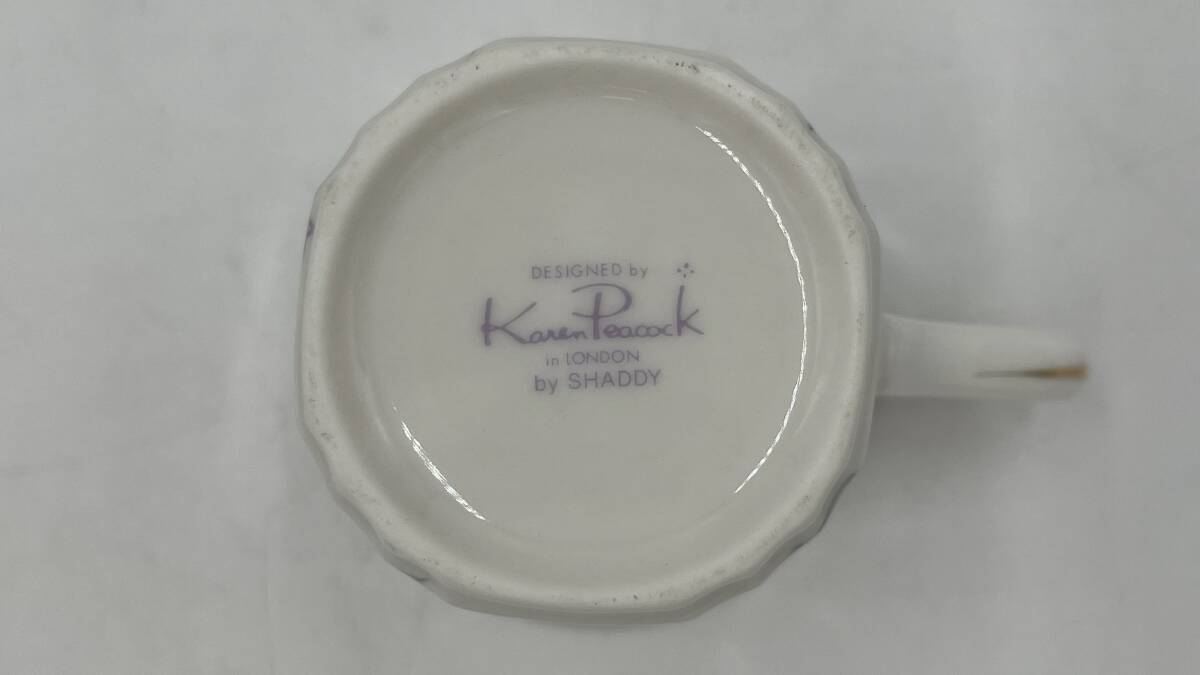 DESIGNED by
Karen Peacock
in LONDON
by SHADDY